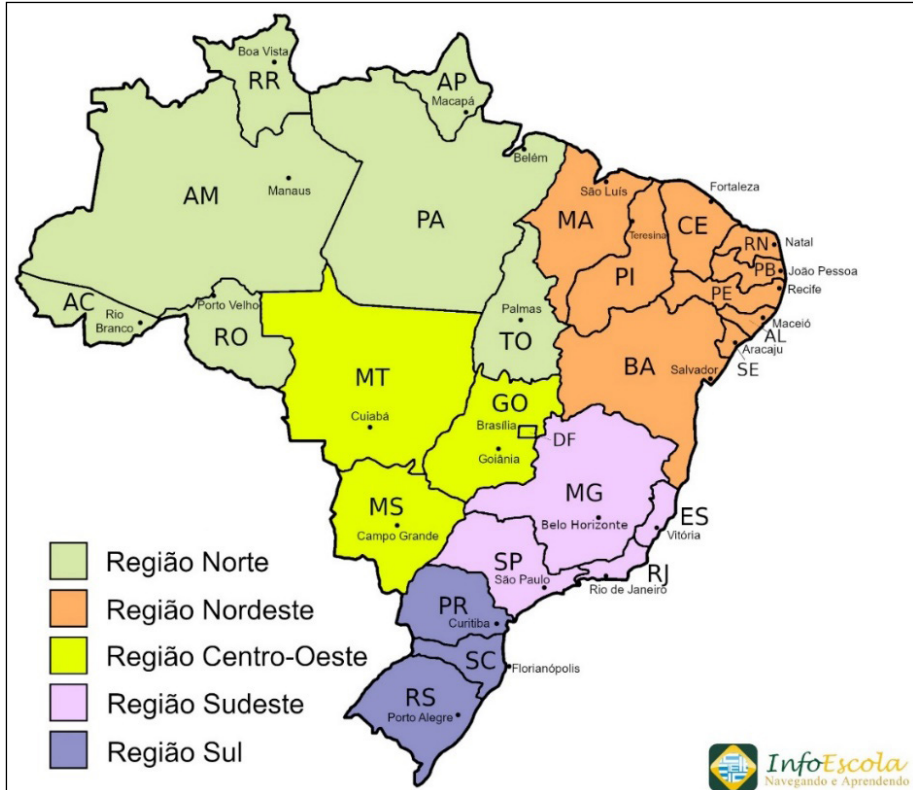 Boa Vista
RR
AP
Macapá
Belém
AM
Manaus
PA
São Luís
Fortaleza
MA
Teresina
CE
RN
Natal
PB
João Pessoa
PI
PE
Recife
AC
Rio
Branco
Porto Velho
RO
Palmas
TO
Maceió
AL
Aracaju
SE
BA
Salvador
MT
Cuiabá
GO
Brasília
DF
Goiânia
MS
Campo Grande
MG
Belo Horizonte
ES
Vitória
SP
São Paulo
RJ
Rio de Janeiro
PR
Curitiba
SC
Florianópolis
RS
Porto Alegre
Região Norte
Região Nordeste
Região Centro-Oeste
Região Sudeste
Região Sul
InfoEscola
Navegando e Aprendendo